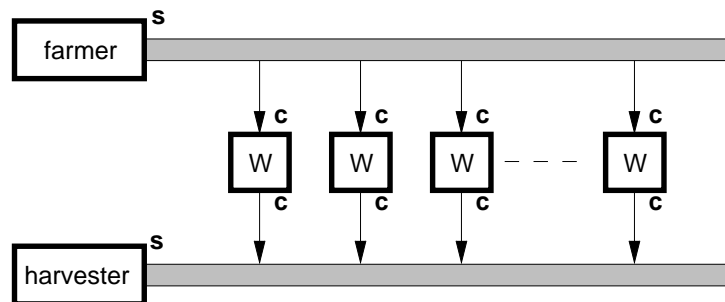 s
farmer
c c c c
W W W W
c c c c
s
harvester